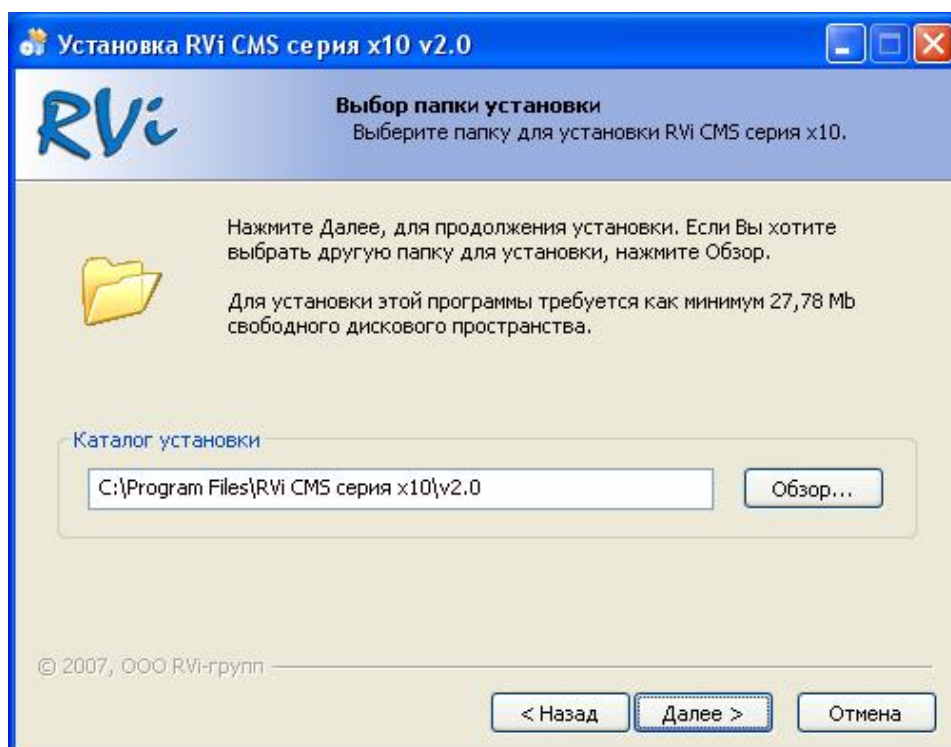 Установка RVi CMS серия x10 v2.0
RVi
Выбор папки установки
Выберите папку для установки RVi CMS серия x10.
Нажмите Далее, для продолжения установки. Если Вы хотите
выбрать другую папку для установки, нажмите Обзор.
Для установки этой программы требуется как минимум 27,78 Mb
свободного дискового пространства.
Каталог установки
C:\Program Files\RVi CMS серия x10\v2.0
Обзор...
© 2007, ООО RVi-групп
< Назад
Далее >
Отмена